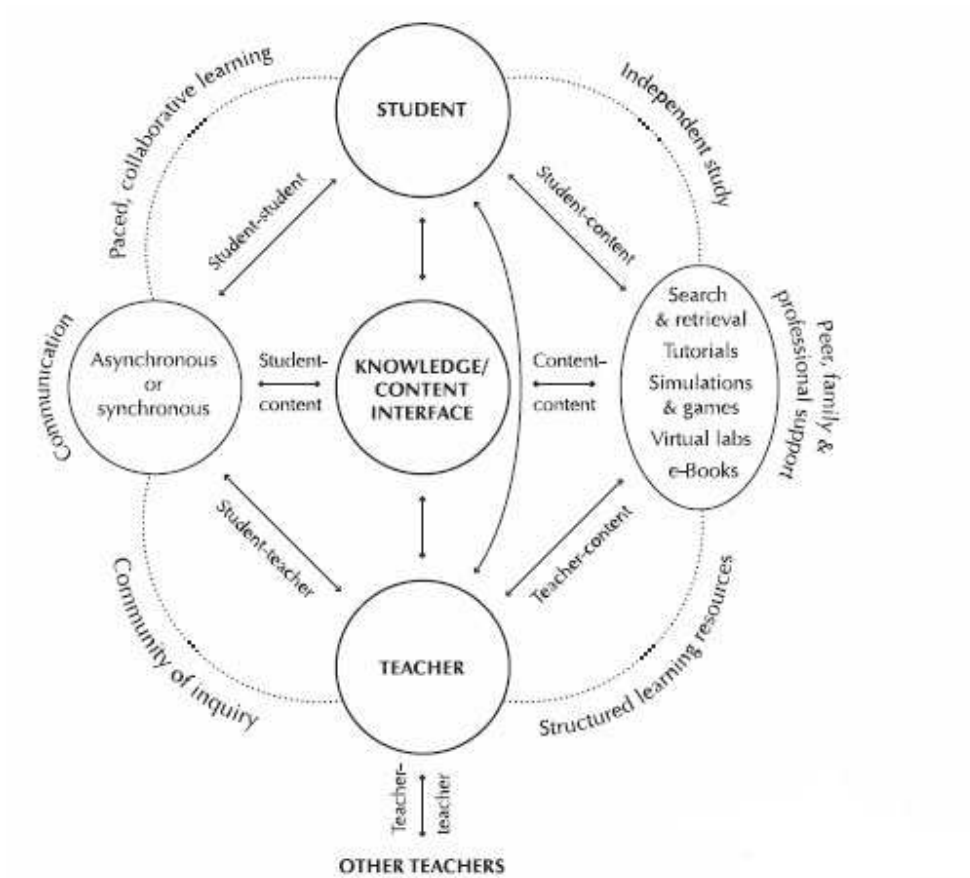 Paced, collaborative learning
Independent study
STUDENT
Student-student
Student-content
Communication
Asynchronous
or
synchronous
Student-
content
KNOWLEDGE/
CONTENT
INTERFACE
Content-
content
Search
& retrieval
Tutorials
Simulations
& games
Virtual labs
e-Books
Peer, family &
professional support
Student-teacher
Teacher-content
Community of inquiry
TEACHER
Structured learning resources
Teacher-
teacher
OTHER TEACHERS